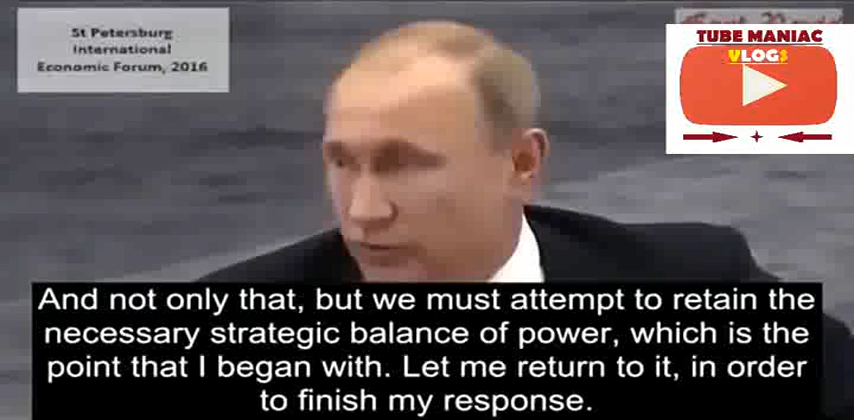 St Petersburg
International
Economic Forum, 2016
TUBE MANIAC
VLOGS
And not only that, but we must attempt to retain the
necessary strategic balance of power, which is the
point that I began with. Let me return to it, in order
to finish my response.